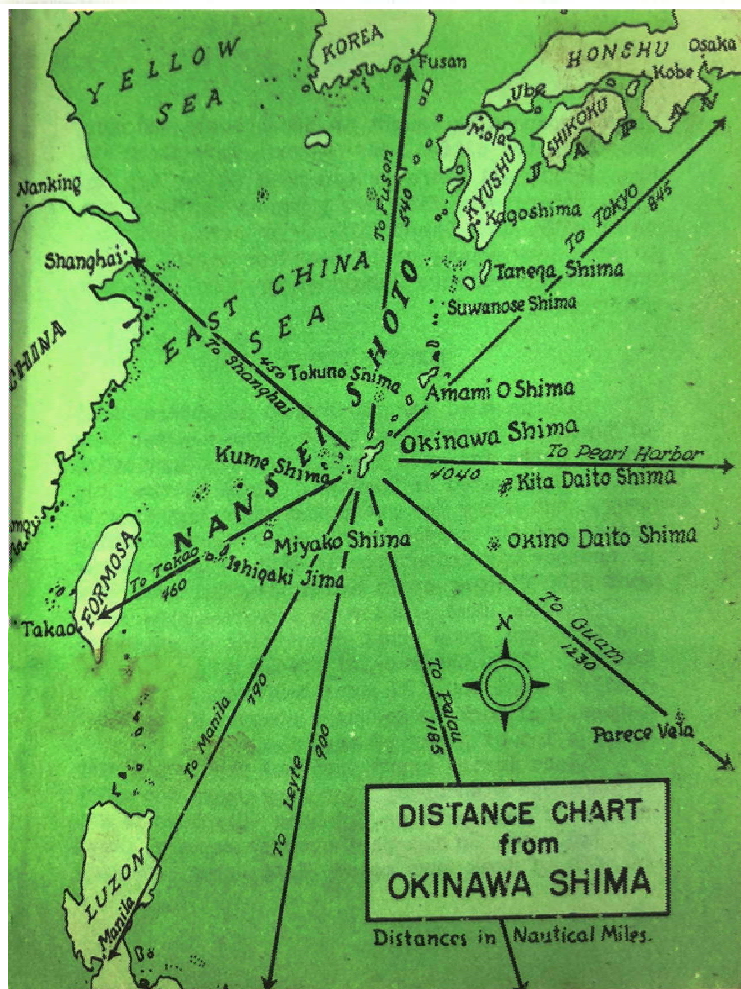 YELLOW
SEA
KOREA
Fusan
HONSHU
Osaka
Kobe
Ube
SHIKOKU
JAPAN
Moji
KYUSHU
Kagoshima
Nanking
Shanghai
CHINA
EAST CHINA
SEA
To Fusan
540
To Tokyo
845
Tanega Shima
Suwanose Shima
To Shanghai
450
Tokuno Shima
Amami O Shima
NANSEI SHOTO
Okinawa Shima
Kume Shima
To Pearl Harbor
4040
Kita Daito Shima
Miyako Shima
Okino Daito Shima
Ishigaki Jima
To Takao
460
FORMOSA
Takao
To Guam
1230
N
To Manila
790
To Leyte
900
To Palau
1185
Parece Vela
LUZON
Manila
DISTANCE CHART
from
OKINAWA SHIMA
Distances in Nautical Miles.